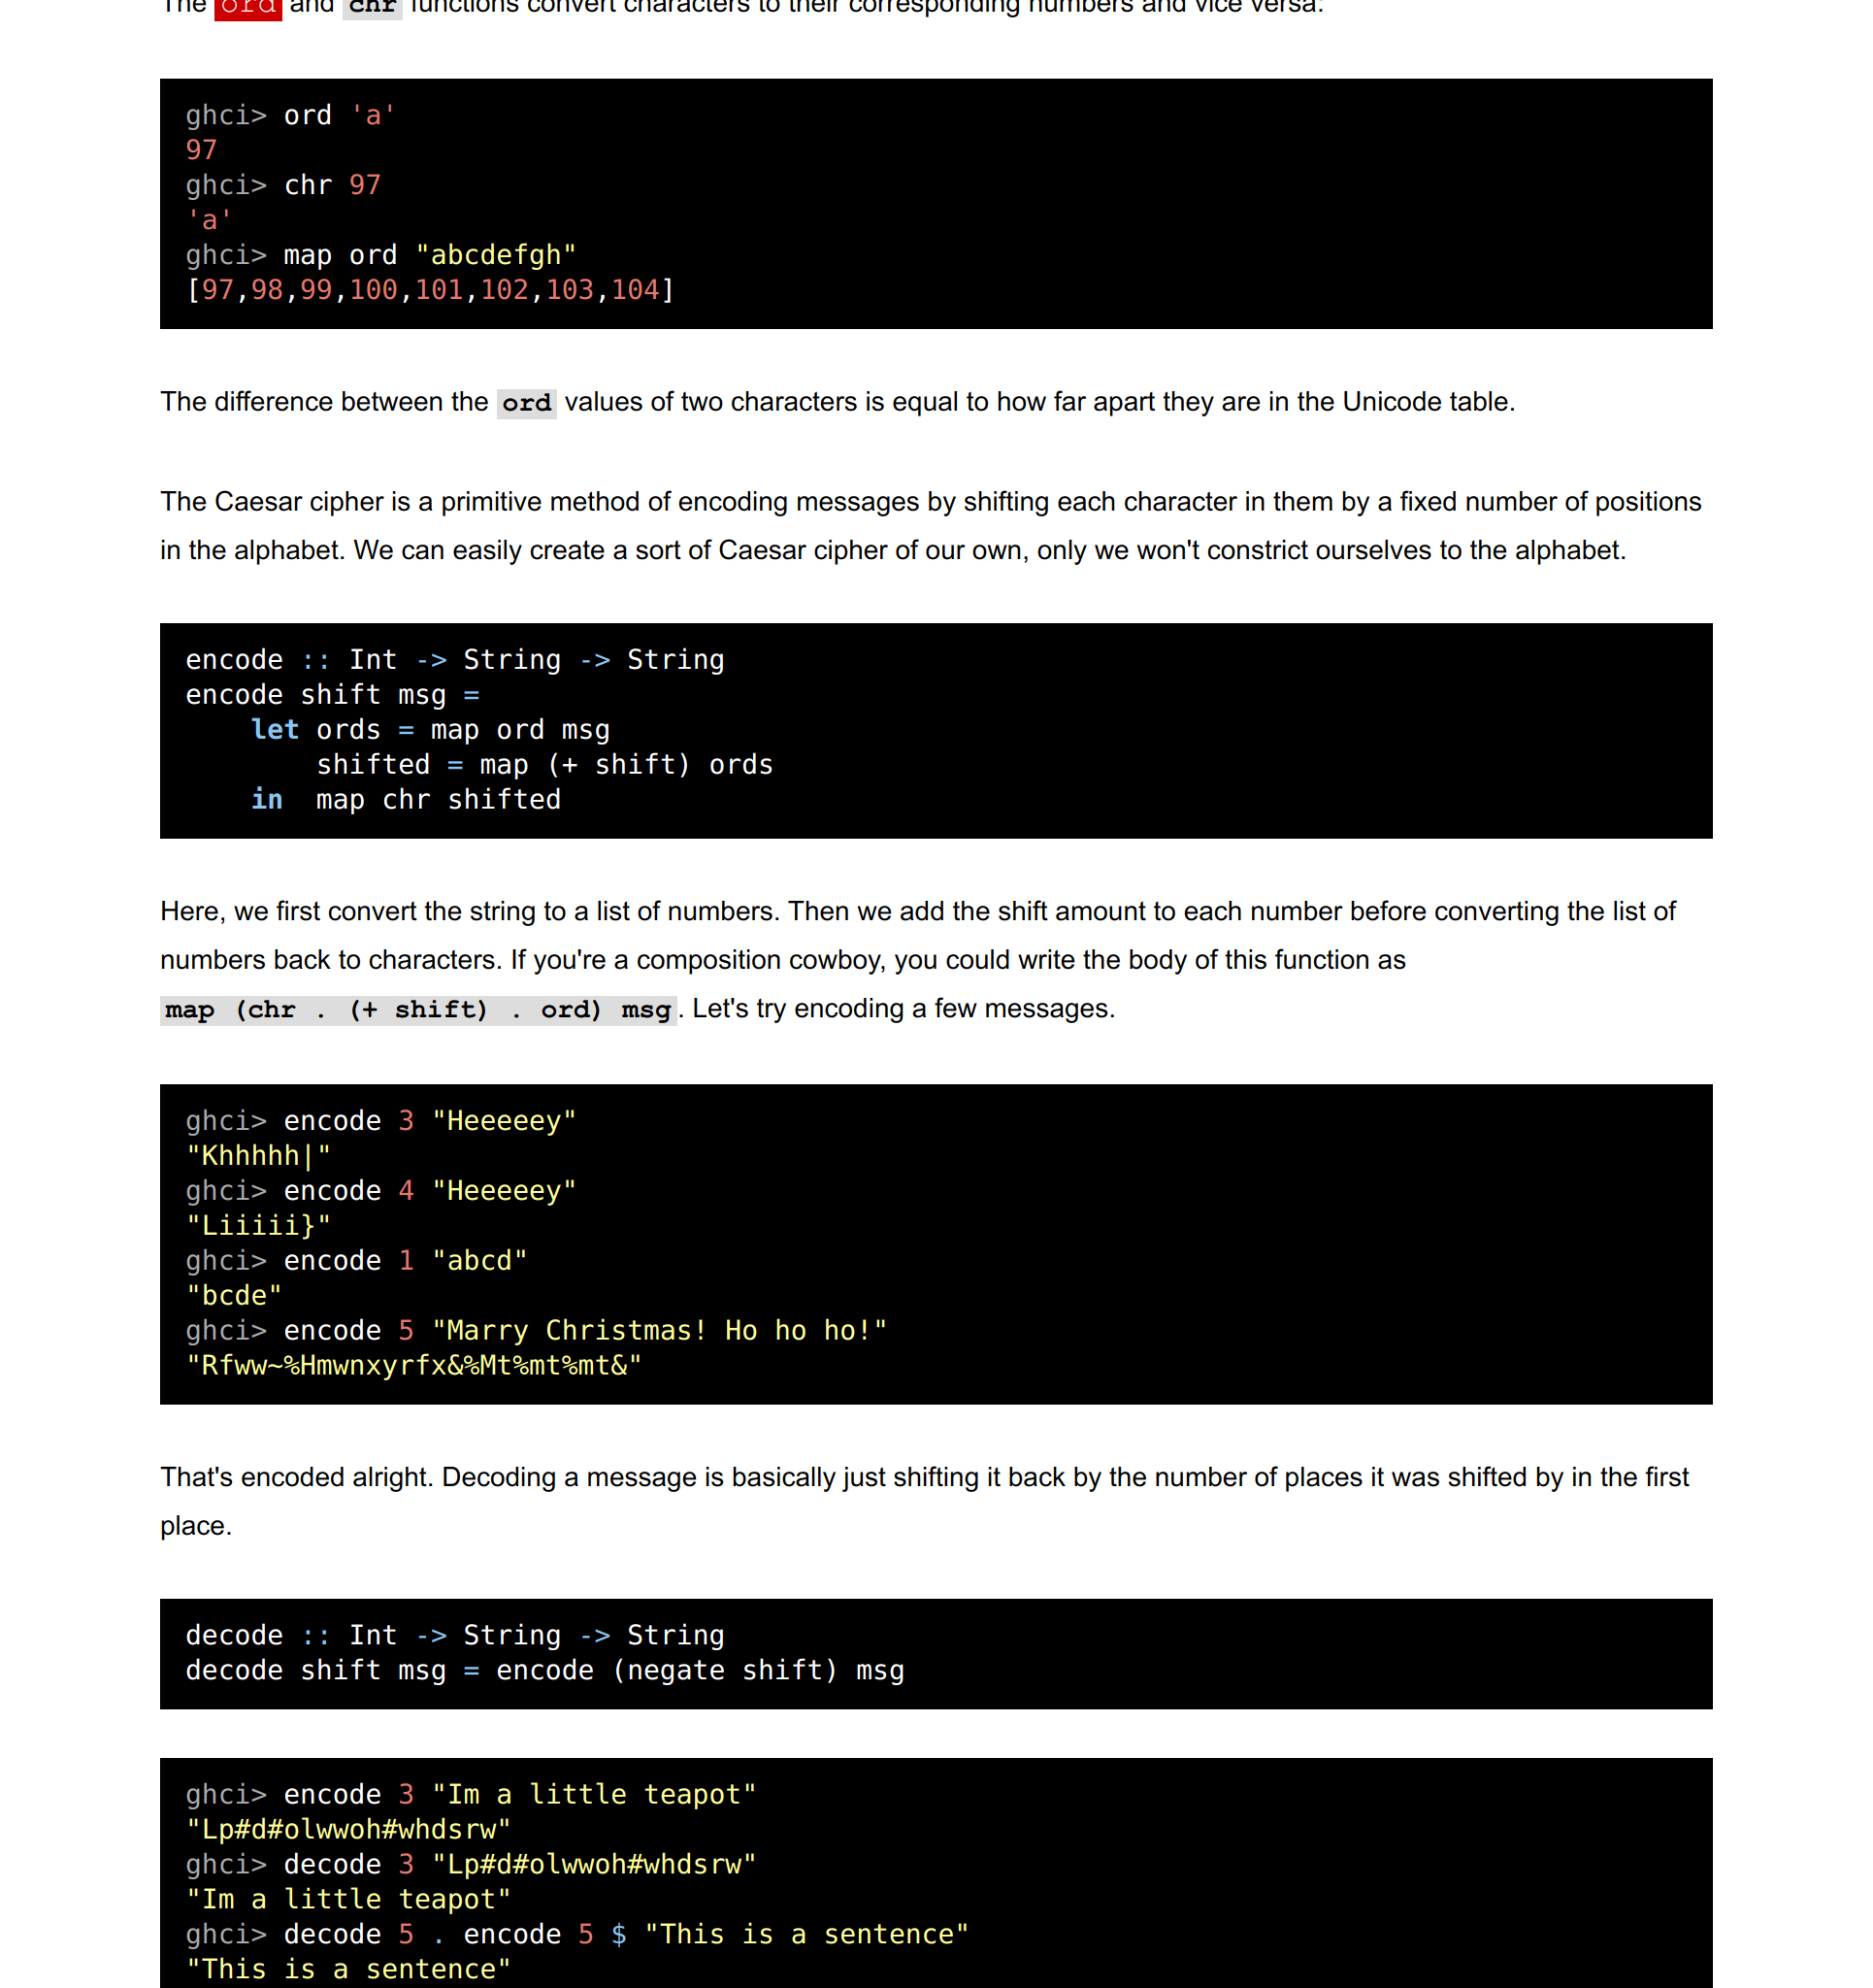 The ord and chr functions convert characters to their corresponding numbers and vice versa:
ghci> ord 'a'
97
ghci> chr 97
'a'
ghci> map ord "abcdefgh"
[97,98,99,100,101,102,103,104]
The difference between the ord values of two characters is equal to how far apart they are in the Unicode table.
The Caesar cipher is a primitive method of encoding messages by shifting each character in them by a fixed number of positions
in the alphabet. We can easily create a sort of Caesar cipher of our own, only we won't constrict ourselves to the alphabet.
encode :: Int -> String -> String
encode shift msg =
    let ords = map ord msg
        shifted = map (+ shift) ords
    in  map chr shifted
Here, we first convert the string to a list of numbers. Then we add the shift amount to each number before converting the list of
numbers back to characters. If you're a composition cowboy, you could write the body of this function as
map (chr . (+ shift) . ord) msg. Let's try encoding a few messages.
ghci> encode 3 "Heeeeey"
"Khhhhh|"
ghci> encode 4 "Heeeeey"
"Liiiii}"
ghci> encode 1 "abcd"
"bcde"
ghci> encode 5 "Marry Christmas! Ho ho ho!"
"Rfww~%Hmwnxyrfx&%Mt%mt%mt&"
That's encoded alright. Decoding a message is basically just shifting it back by the number of places it was shifted by in the first
place.
decode :: Int -> String -> String
decode shift msg = encode (negate shift) msg
ghci> encode 3 "Im a little teapot"
"Lp#d#olwwoh#whdsrw"
ghci> decode 3 "Lp#d#olwwoh#whdsrw"
"Im a little teapot"
ghci> decode 5 . encode 5 $ "This is a sentence"
"This is a sentence"